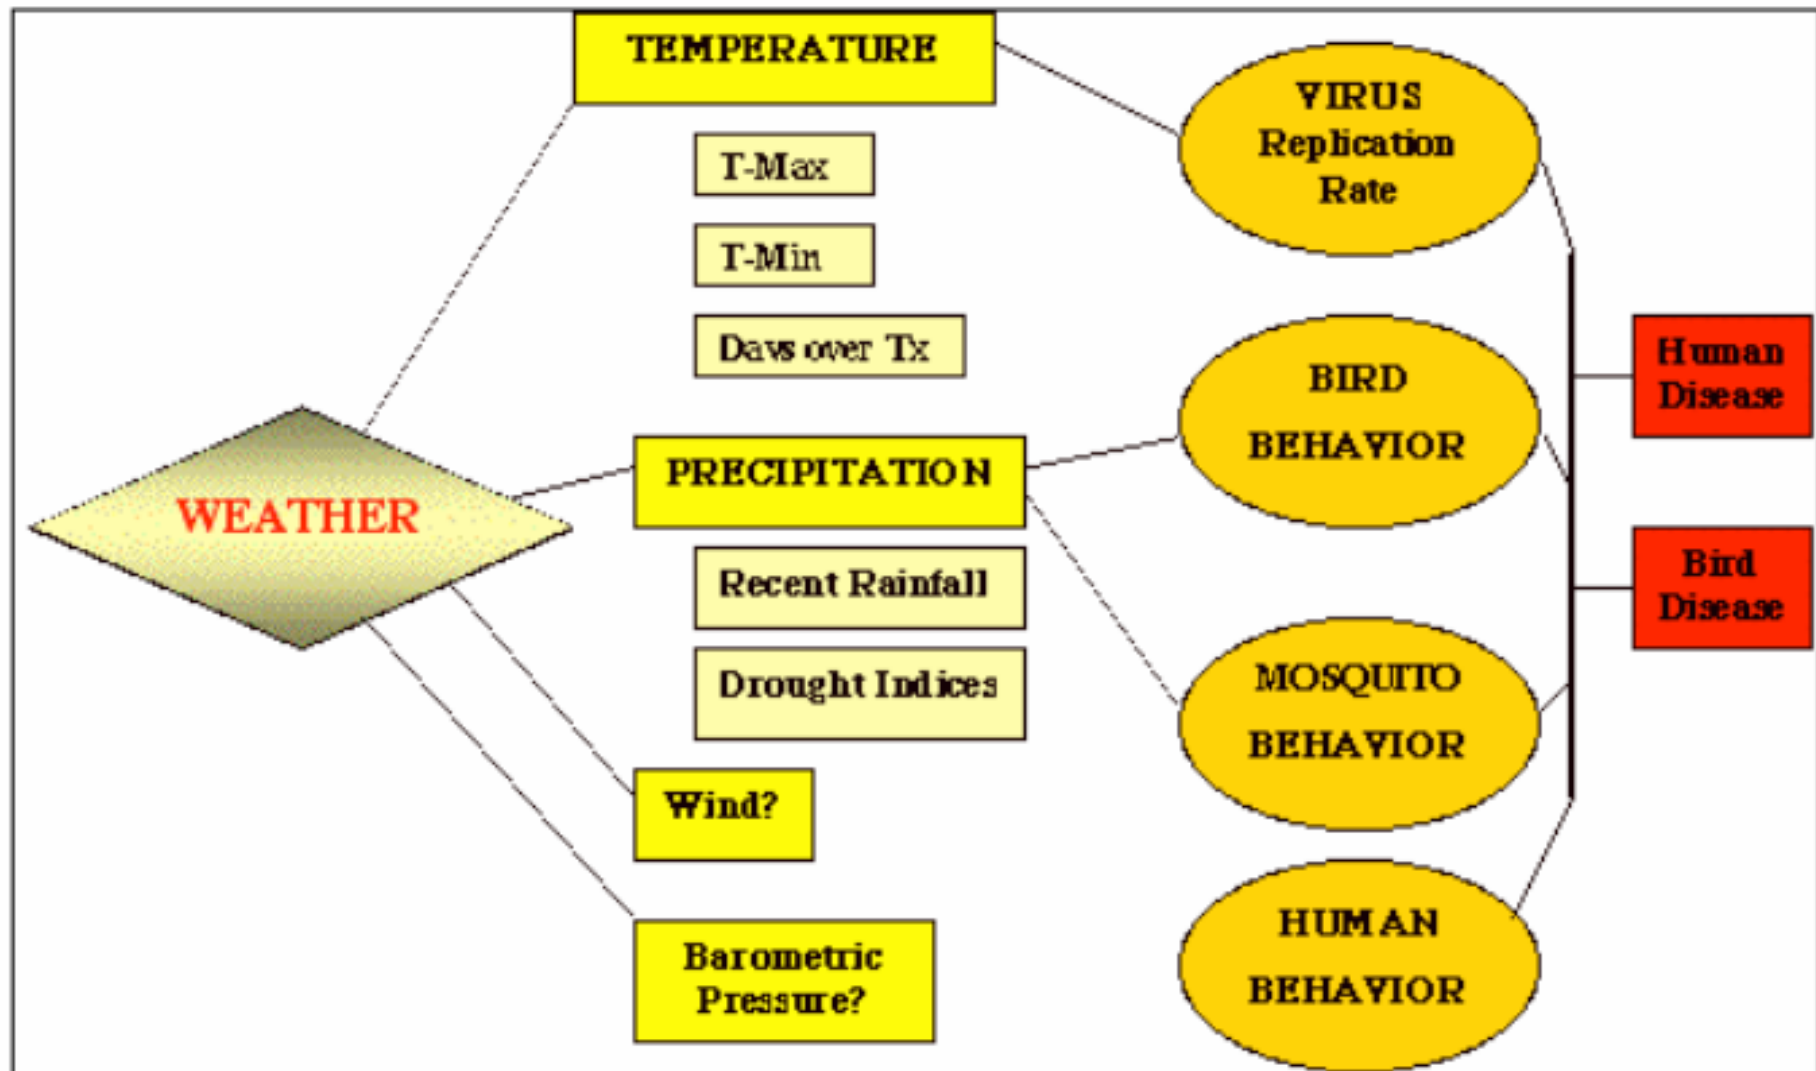 TEMPERATURE
T-Max
T-Min
Days over Tx
WEATHER
PRECIPITATION
Recent Rainfall
Drought Indices
Wind?
Barometric
Pressure?
VIRUS
Replication
Rate
BIRD
BEHAVIOR
MOSQUITO
BEHAVIOR
HUMAN
BEHAVIOR
Human
Disease
Bird
Disease